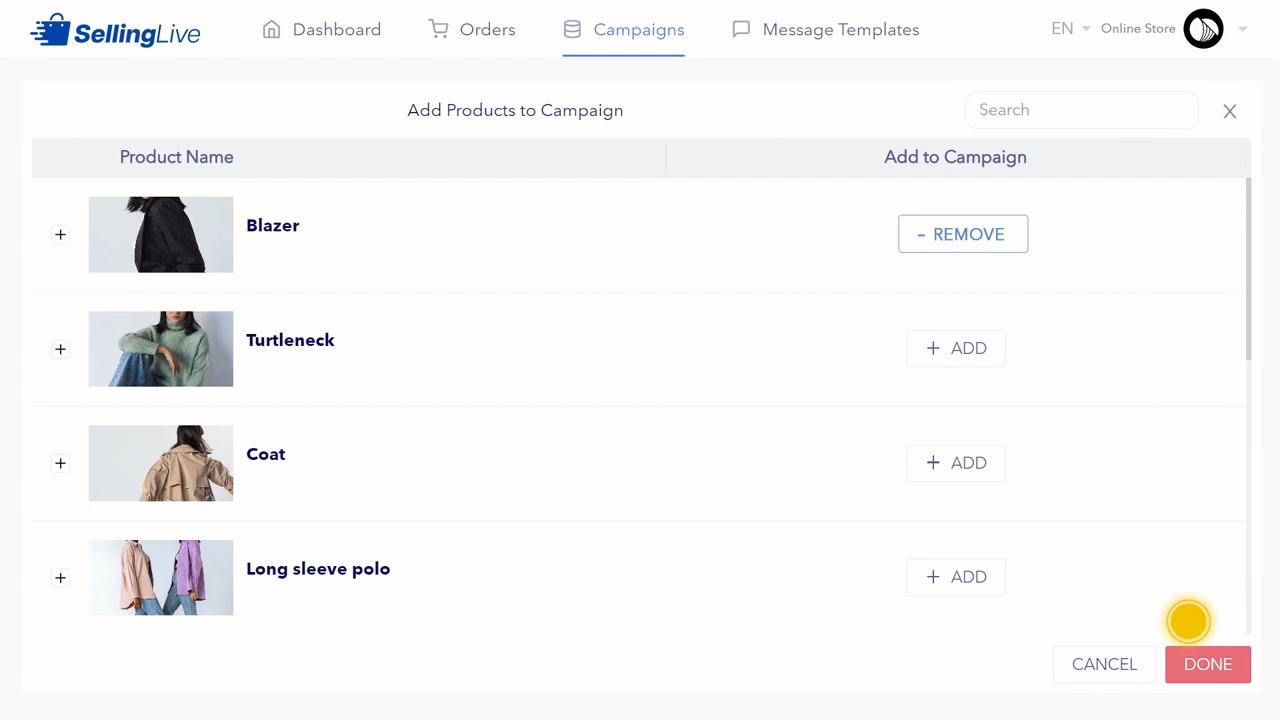 SellingLive
Dashboard
Orders
Campaigns
Message Templates
EN
Online Store
Add Products to Campaign
Search
X
Product Name
Add to Campaign
+
Blazer
- REMOVE
+
Turtleneck
+ ADD
+
Coat
+ ADD
+
Long sleeve polo
+ ADD
CANCEL
DONE